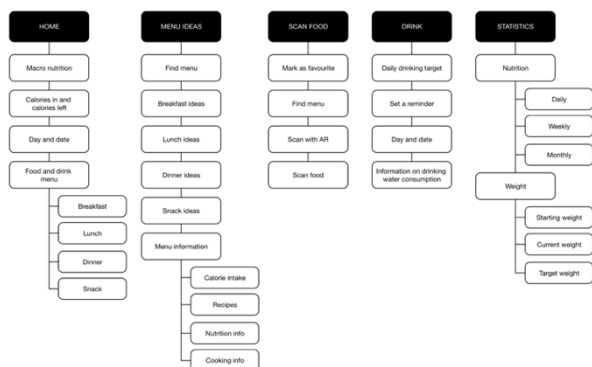 HOME
Macro nutrition
Calories in and
calories left
Day and date
Food and drink
menu
Breakfast
Lunch
Dinner
Snack
MENU IDEAS
Find menu
Breakfast ideas
Lunch ideas
Dinner ideas
Snack ideas
Menu information
Calorie intake
Recipes
Nutrition info
Cooking info
SCAN FOOD
Mark as favourite
Find menu
Scan with AR
Scan food
DRINK
Daily drinking target
Set a reminder
Day and date
Information on drinking
water consumption
STATISTICS
Nutrition
Daily
Weekly
Monthly
Weight
Starting weight
Current weight
Target weight